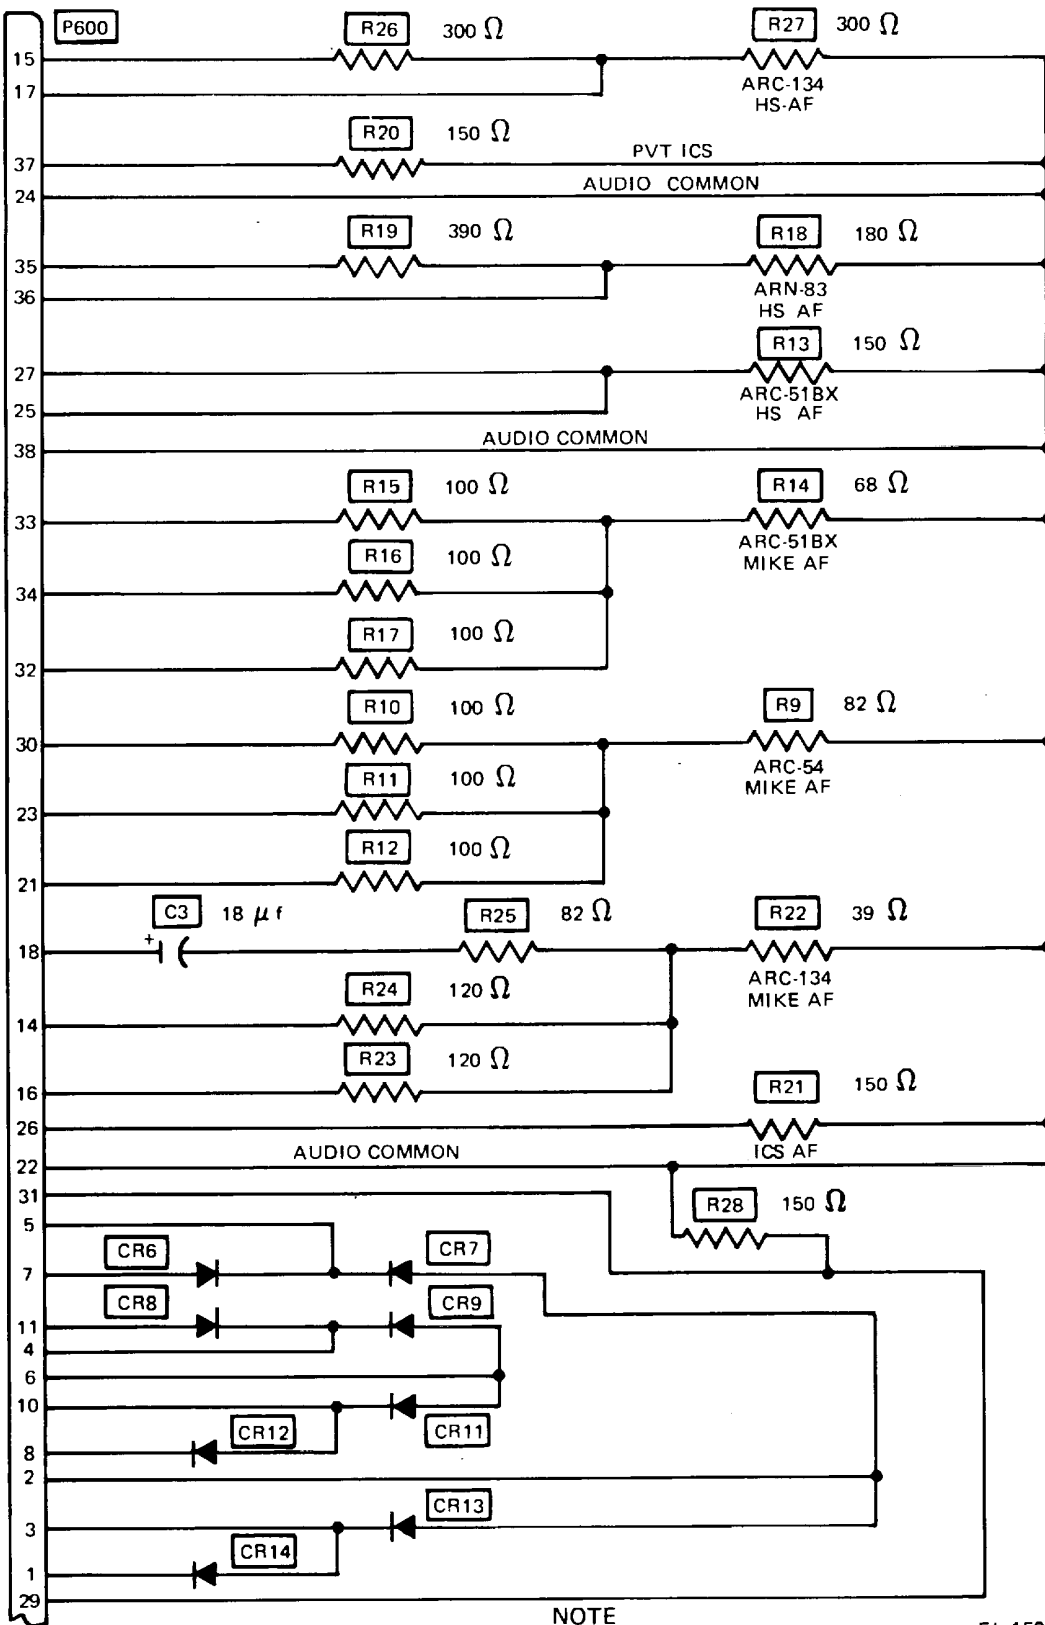 P600
R26 300 Ω R27 300 Ω
15
17
ARC-134
HS-AF
R20 150 Ω
37 PVT ICS
24 AUDIO COMMON
R19 390 Ω R18 180 Ω
35
36
ARN-83
HS AF
R13 150 Ω
27
25
ARC-51BX
HS AF
38 AUDIO COMMON
R15 100 Ω R14 68 Ω
33
ARC-51BX
MIKE AF
R16 100 Ω
34
R17 100 Ω
32
R10 100 Ω R9 82 Ω
30
ARC-54
MIKE AF
R11 100 Ω
23
R12 100 Ω
21
C3 18 μf R25 82 Ω R22 39 Ω
18 +
ARC-134
MIKE AF
R24 120 Ω
14
R23 120 Ω
16
R21 150 Ω
26
ICS AF
AUDIO COMMON
22
31
R28 150 Ω
5
CR6 CR7
7
CR8 CR9
11
4
6
10
CR12 CR11
8
2
CR13
3
CR14
1
29
NOTE